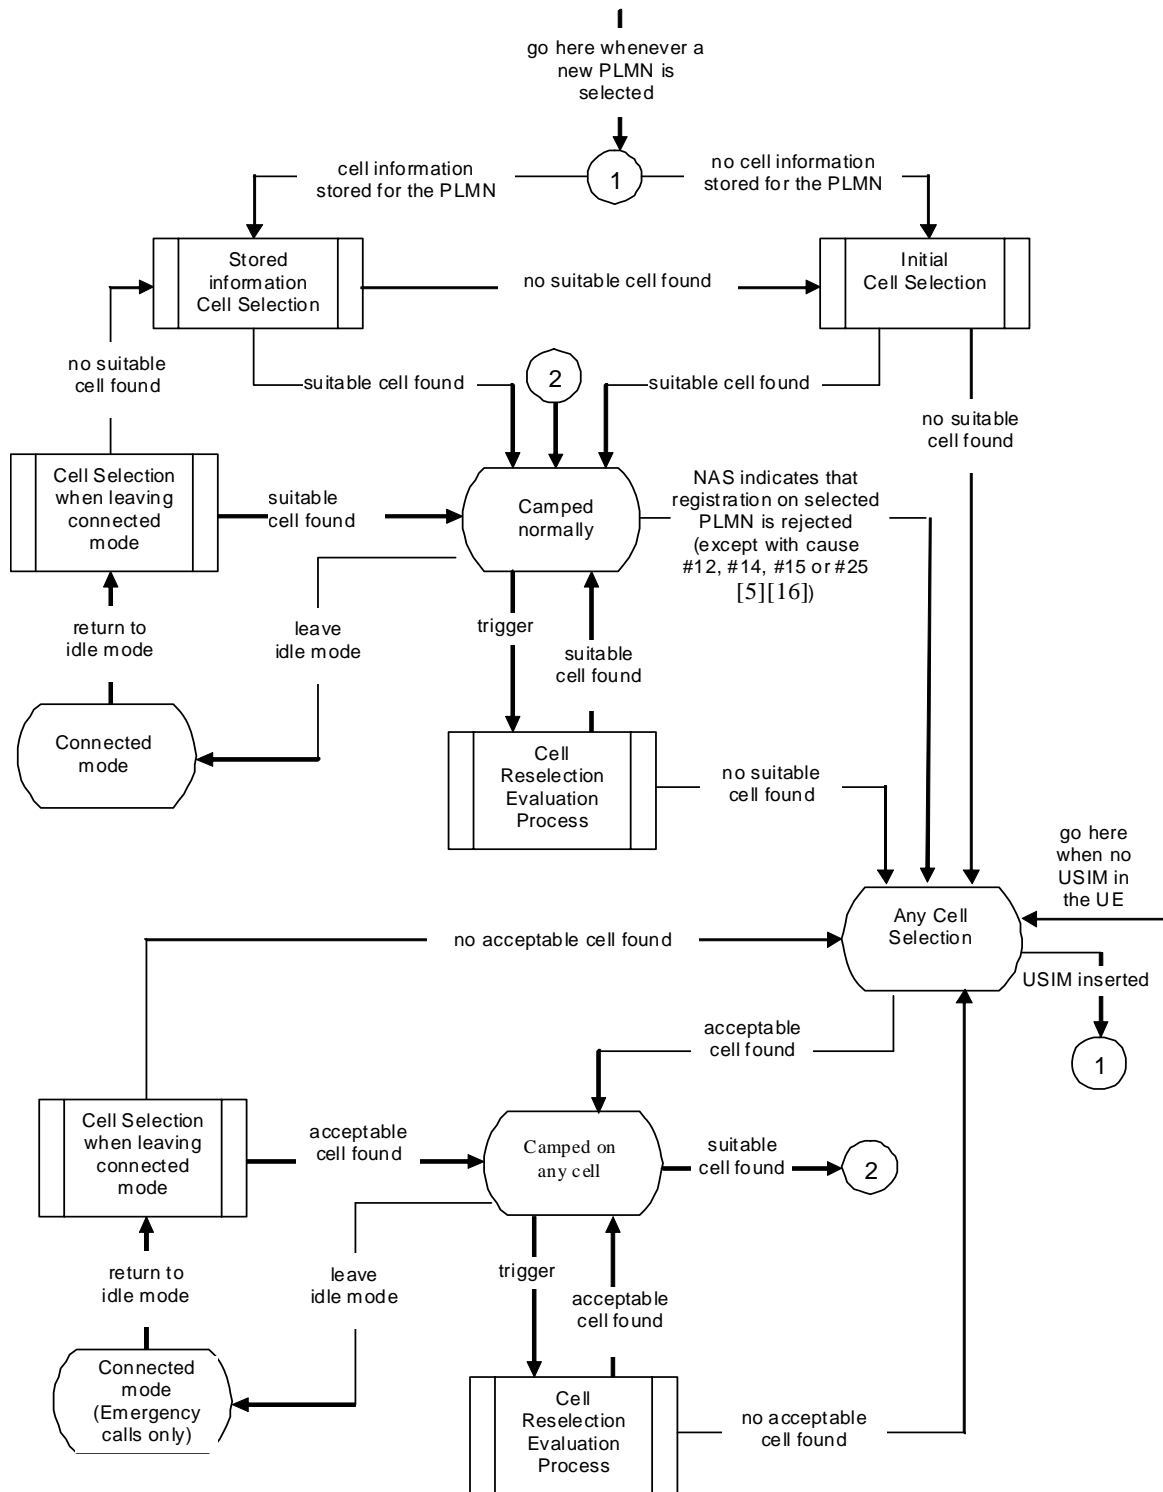 go here whenever a
new PLMN is
selected
1
cell information
stored for the PLMN
no cell information
stored for the PLMN
Stored
information
Cell Selection
no suitable cell found
Initial
Cell Selection
no suitable
cell found
suitable cell found
2
suitable cell found
no suitable
cell found
Cell Selection
when leaving
connected
mode
suitable
cell found
Camped
normally
NAS indicates that
registration on selected
PLMN is rejected
(except with cause
#12, #14, #15 or #25
[5][16])
return to
idle mode
leave
idle mode
trigger
suitable
cell found
Connected
mode
Cell
Reselection
Evaluation
Process
no suitable
cell found
go here
when no
USIM in
the UE
Any Cell
Selection
no acceptable cell found
USIM inserted
1
acceptable
cell found
Cell Selection
when leaving
connected
mode
acceptable
cell found
Camped on
any cell
suitable
cell found
2
return to
idle mode
leave
idle mode
trigger
acceptable
cell found
Connected
mode
(Emergency
calls only)
Cell
Reselection
Evaluation
Process
no acceptable
cell found